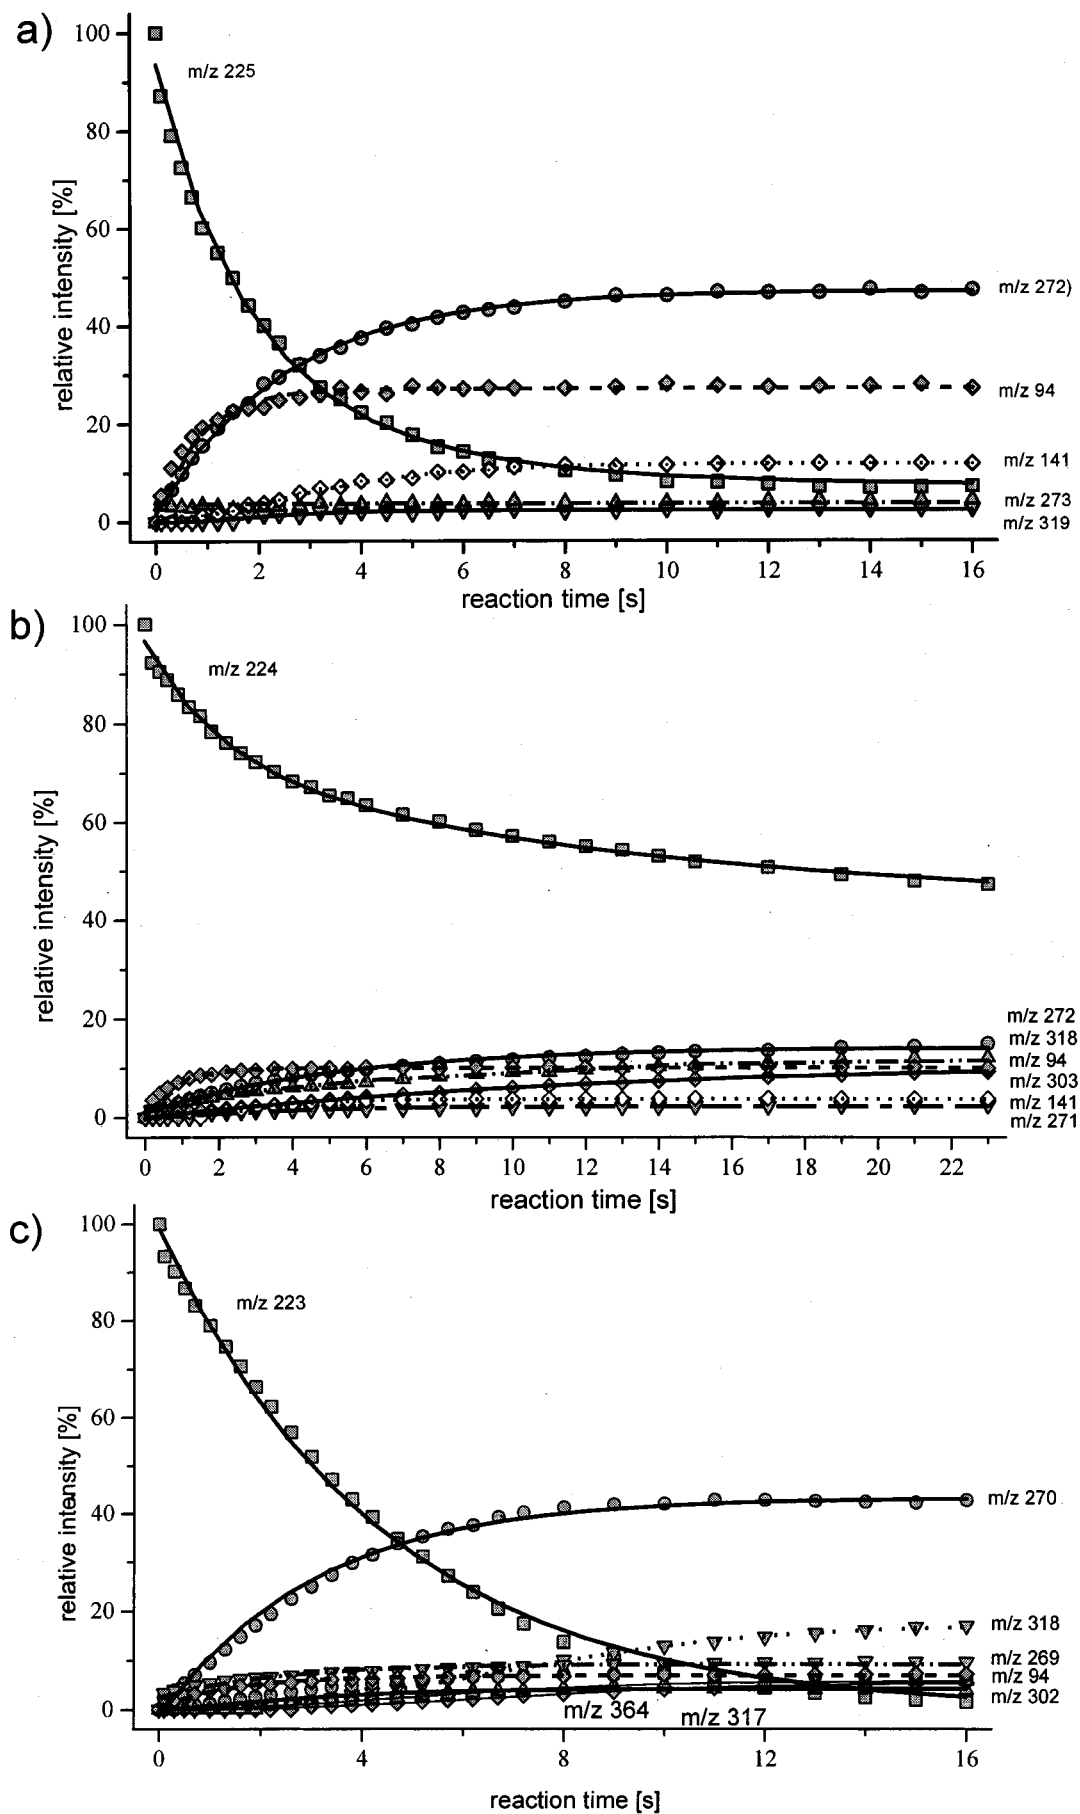 a)
100
80
60
40
20
0
relative intensity [%]
m/z 225
m/z 272)
m/z 94
m/z 141
m/z 273
m/z 319
0 2 4 6 8 10 12 14 16
reaction time [s]
b)
100
80
60
40
20
0
relative intensity [%]
m/z 224
m/z 272
m/z 318
m/z 94
m/z 303
m/z 141
m/z 271
0 2 4 6 8 10 12 14 16 18 20 22
reaction time [s]
c)
100
80
60
40
20
0
relative intensity [%]
m/z 223
m/z 270
m/z 318
m/z 269
m/z 94
m/z 302
m/z 364
m/z 317
0 4 8 12 16
reaction time [s]